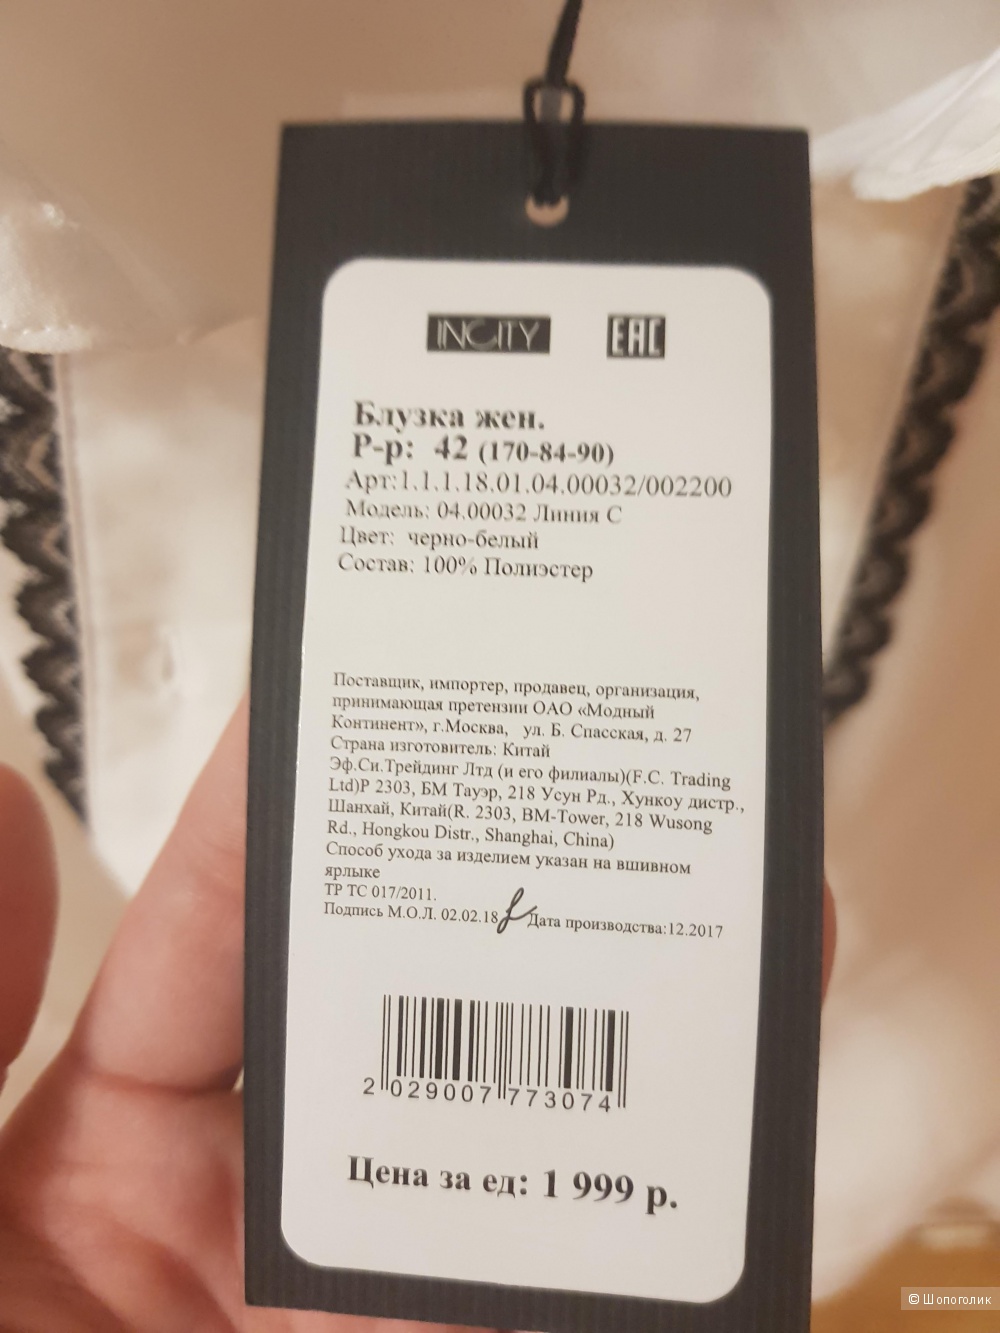 INCITY
EAC
Блузка жен.
Р-р: 42 (170-84-90)
Арт:1.1.1.18.01.04.00032/002200
Модель: 04.00032 Линия С
Цвет: черно-белый
Состав: 100% Полиэстер
Поставщик, импортер, продавец, организация,
принимающая претензии ОАО «Модный
Континент», г.Москва, ул. Б. Спасская, д. 27
Страна изготовитель: Китай
Эф.Си.Трейдинг Лтд (и его филиалы)(F.C. Trading
Ltd)Р 2303, БМ Тауэр, 218 Усун Рд., Хункоу дистр.,
Шанхай, Китай(R. 2303, BM-Tower, 218 Wusong
Rd., Hongkou Distr., Shanghai, China)
Способ ухода за изделием указан на вшивном
ярлыке
ТР ТС 017/2011.
Подпись М.О.Л. 02.02.18 Дата производства:12.2017
2 029007 773074
Цена за ед: 1 999 р.
© Шопоголик